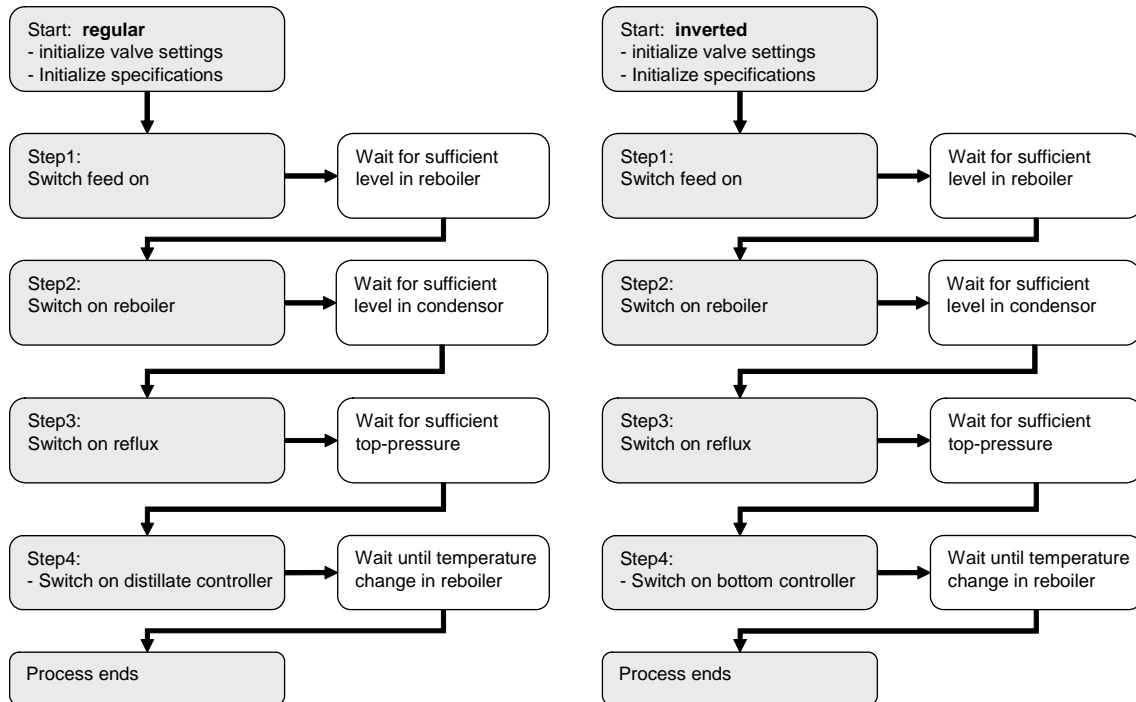 Start:  regular
- initialize valve settings
- Initialize specifications
Step1:
Switch feed on
Wait for sufficient
level in reboiler
Step2:
Switch on reboiler
Wait for sufficient
level in condensor
Step3:
Switch on reflux
Wait for sufficient
top-pressure
Step4:
- Switch on distillate controller
Wait until temperature
change in reboiler
Process ends
Start:  inverted
- initialize valve settings
- Initialize specifications
Step1:
Switch feed on
Wait for sufficient
level in reboiler
Step2:
Switch on reboiler
Wait for sufficient
level in condensor
Step3:
Switch on reflux
Wait for sufficient
top-pressure
Step4:
- Switch on bottom controller
Wait until temperature
change in reboiler
Process ends